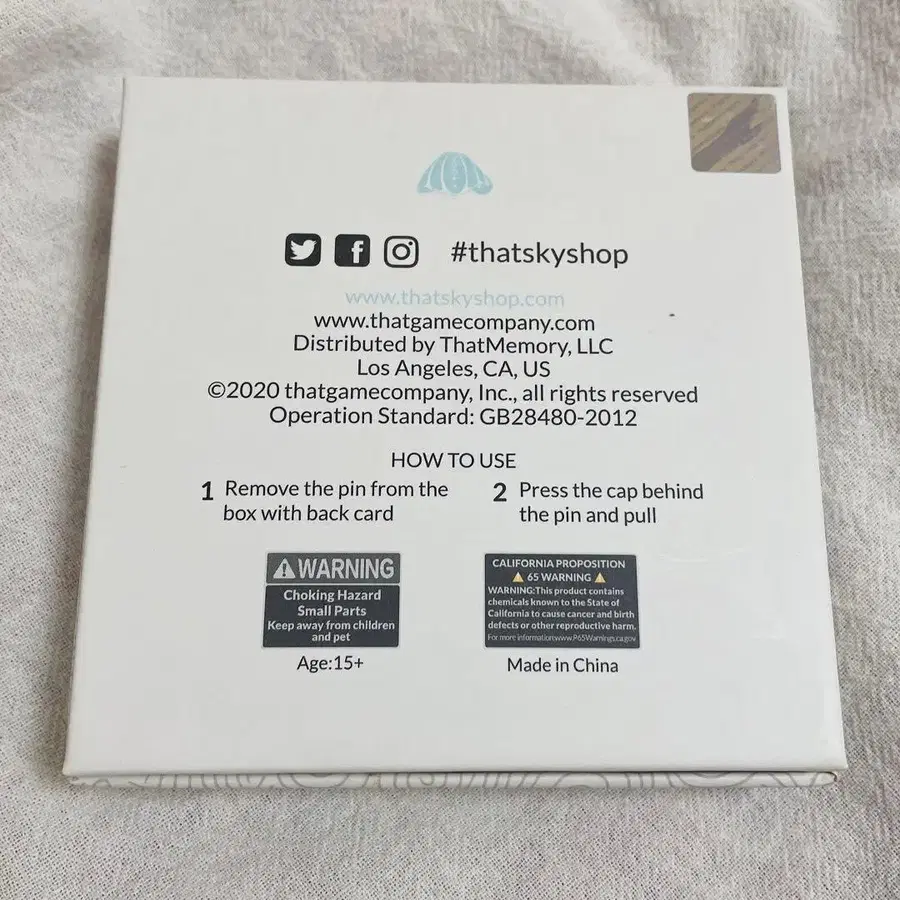 #thatskyshop
www.thatskyshop.com
www.thatgamecompany.com
Distributed by ThatMemory, LLC
Los Angeles, CA, US
©2020 thatgamecompany, Inc., all rights reserved
Operation Standard: GB28480-2012
HOW TO USE
1 Remove the pin from the
box with back card
2 Press the cap behind
the pin and pull
WARNING
Choking Hazard
Small Parts
Keep away from children
and pet
Age:15+
CALIFORNIA PROPOSITION
65 WARNING
WARNING:This product contains
chemicals known to the State of
California to cause cancer and birth
defects or other reproductive harm.
For more information:www.P65Warnings.ca.gov
Made in China